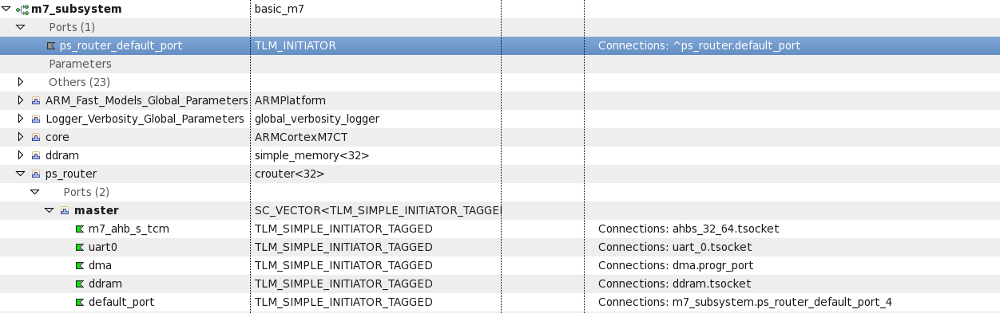 m7_subsystem basic_m7
Ports (1)
ps_router_default_port TLM_INITIATOR Connections: ^ps_router.default_port
Parameters
Others (23)
ARM_Fast_Models_Global_Parameters ARMPlatform
Logger_Verbosity_Global_Parameters global_verbosity_logger
core ARMCortexM7CT
ddram simple_memory<32>
ps_router crouter<32>
Ports (2)
master SC_VECTOR<TLM_SIMPLE_INITIATOR_TAGGE
m7_ahb_s_tcm TLM_SIMPLE_INITIATOR_TAGGED Connections: ahbs_32_64.tsocket
uart0 TLM_SIMPLE_INITIATOR_TAGGED Connections: uart_0.tsocket
dma TLM_SIMPLE_INITIATOR_TAGGED Connections: dma.progr_port
ddram TLM_SIMPLE_INITIATOR_TAGGED Connections: ddram.tsocket
default_port TLM_SIMPLE_INITIATOR_TAGGED Connections: m7_subsystem.ps_router_default_port_4